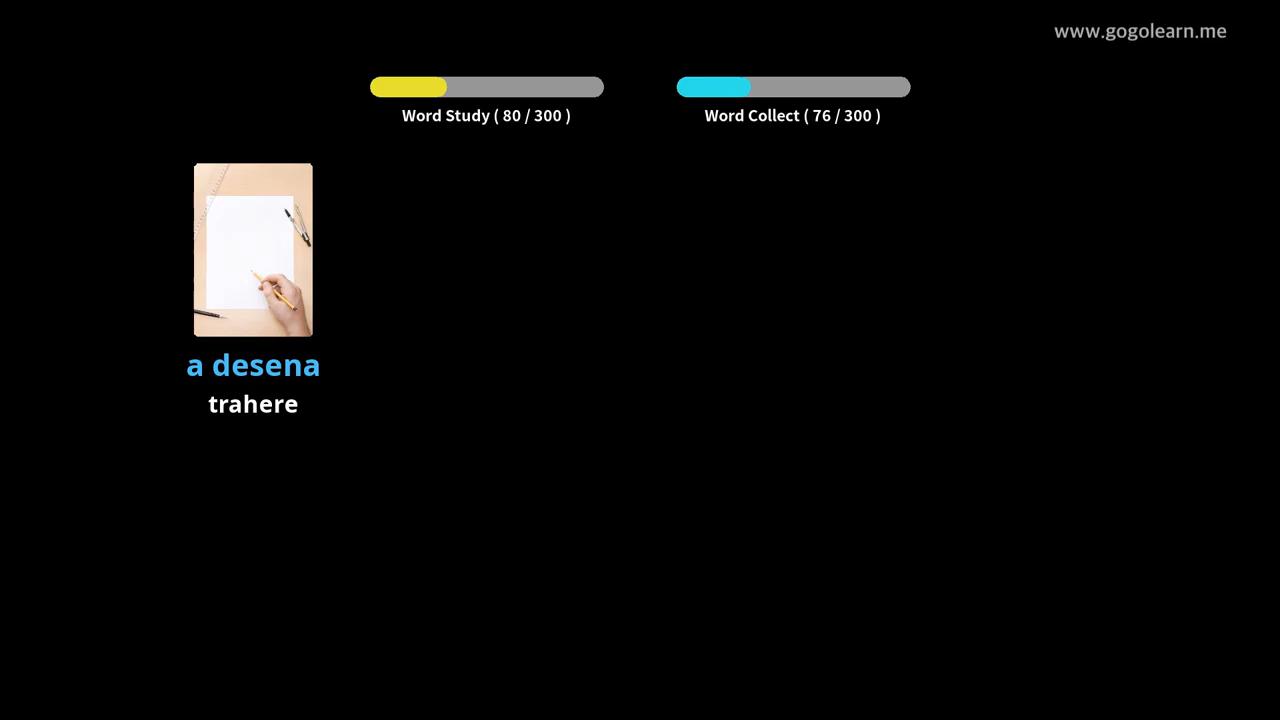 www.gogolearn.me
Word Study ( 80 / 300 )
Word Collect ( 76 / 300 )
a desena
trahere